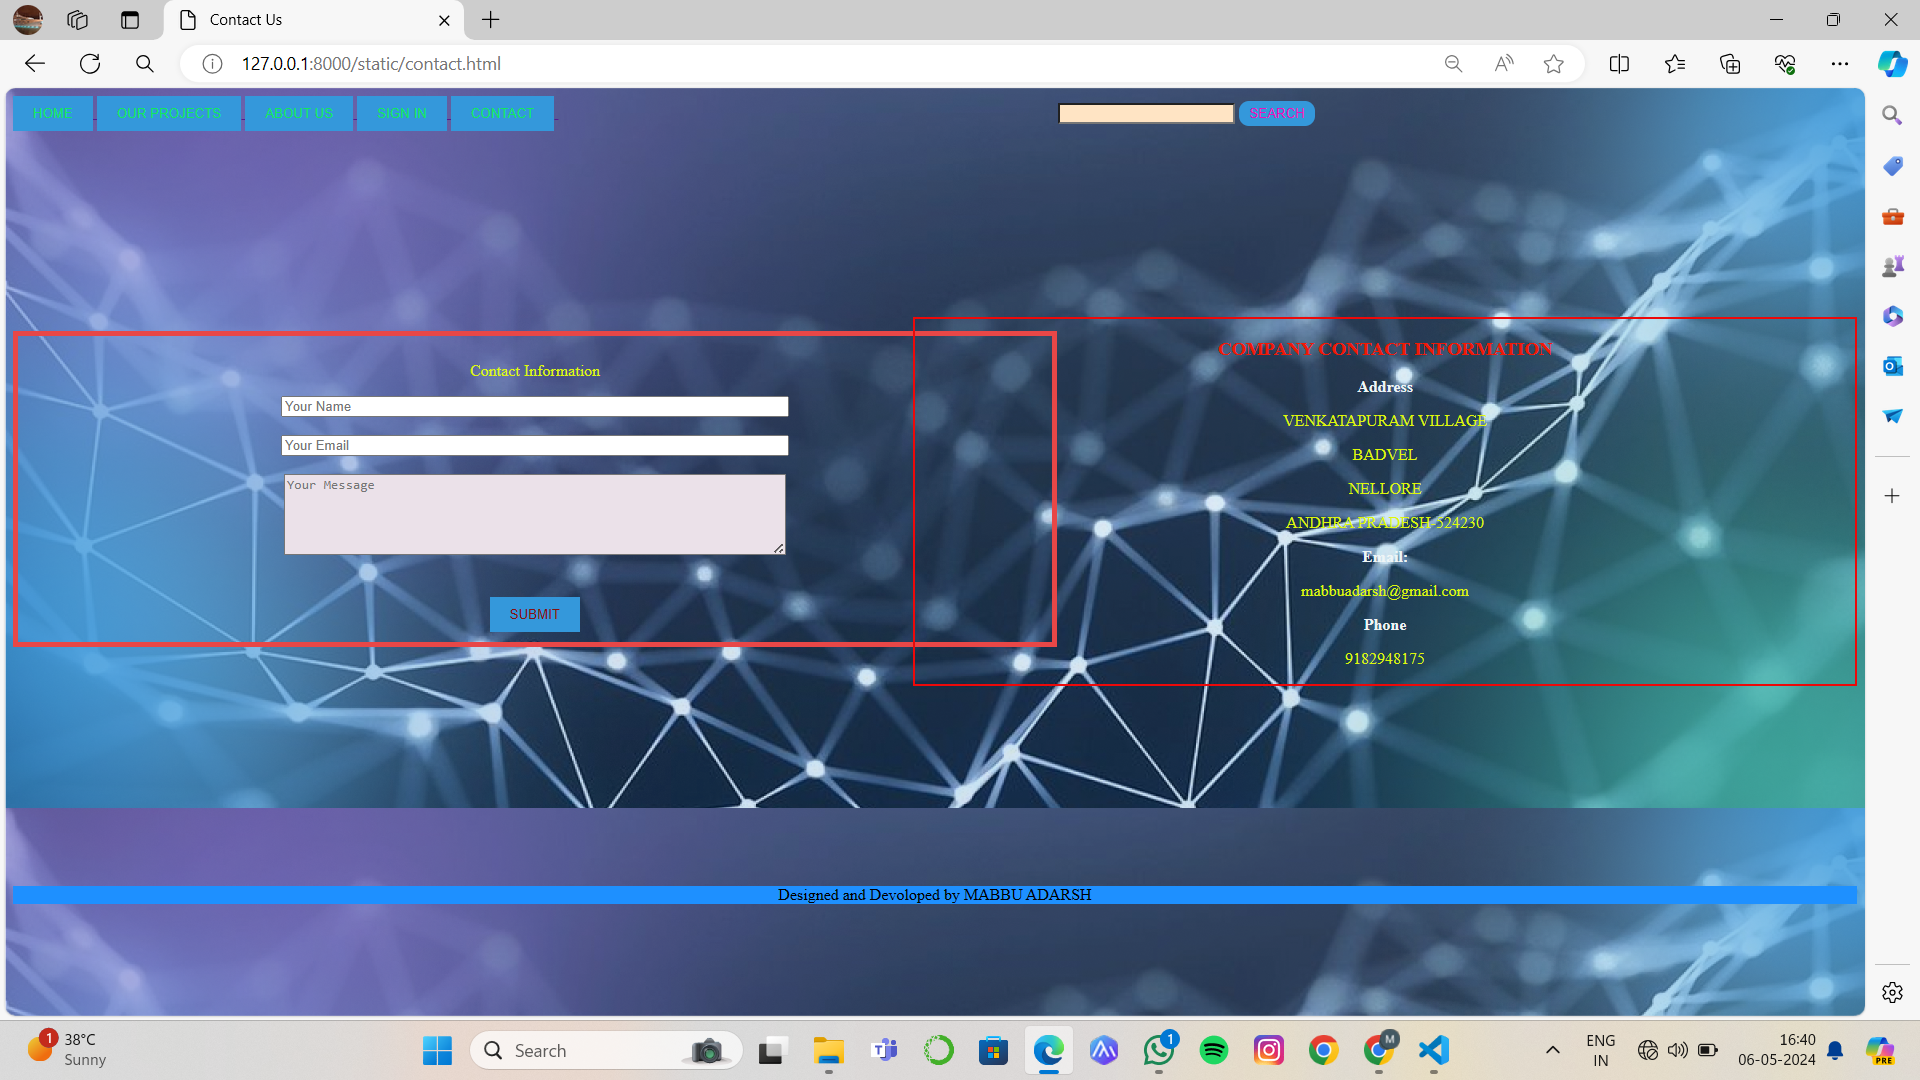 Contact Us
127.0.0.1:8000/static/contact.html
HOME OUR PROJECTS ABOUT US SIGN IN CONTACT SEARCH
Contact Information
Your Name
Your Email
Your Message
SUBMIT
COMPANY CONTACT INFORMATION
Address
VENKATAPURAM VILLAGE
BADVEL
NELLORE
ANDHRA PRADESH-524230
Email:
mabbuadarsh@gmail.com
Phone
9182948175
Designed and Devoloped by MABBU ADARSH
1
38°C
Sunny
Search
1
M
ENG
IN
16:40
06-05-2024
PRE